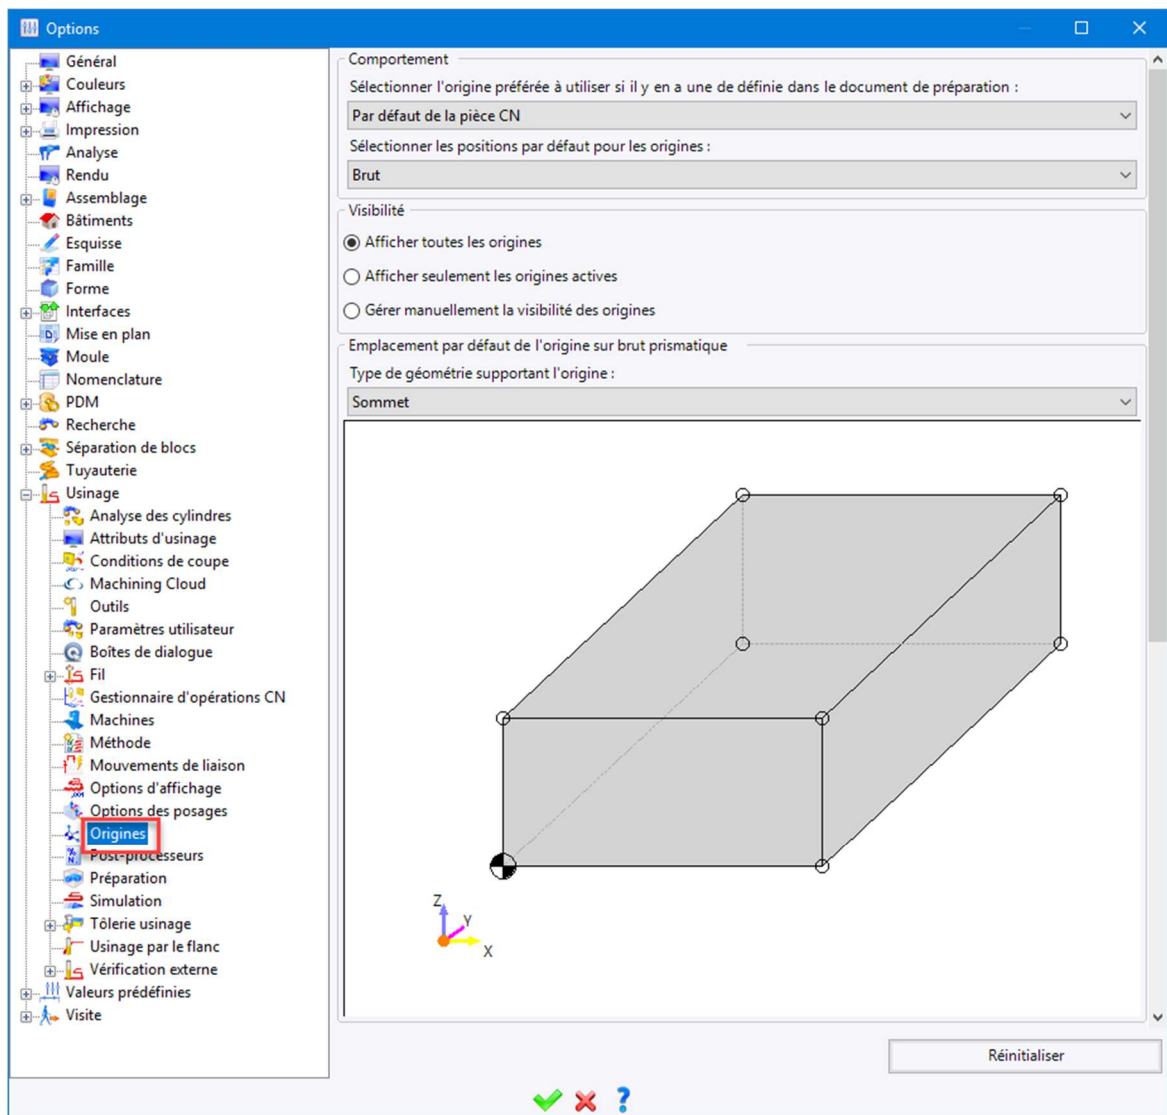 Options
Général
Couleurs
Affichage
Impression
Analyse
Rendu
Assemblage
Bâtiments
Esquisse
Famille
Forme
Interfaces
Mise en plan
Moule
Nomenclature
PDM
Recherche
Séparation de blocs
Tuyauterie
Usinage
Analyse des cylindres
Attributs d'usinage
Conditions de coupe
Machining Cloud
Outils
Paramètres utilisateur
Boîtes de dialogue
Fil
Gestionnaire d'opérations CN
Machines
Méthode
Mouvements de liaison
Options d'affichage
Options des posages
Origines
Post-processeurs
Préparation
Simulation
Tôlerie usinage
Usinage par le flanc
Vérification externe
Valeurs prédéfinies
Visite
Comportement
Sélectionner l'origine préférée à utiliser si il y en a une de définie dans le document de préparation :
Par défaut de la pièce CN
Sélectionner les positions par défaut pour les origines :
Brut
Visibilité
Afficher toutes les origines
Afficher seulement les origines actives
Gérer manuellement la visibilité des origines
Emplacement par défaut de l'origine sur brut prismatique
Type de géométrie supportant l'origine :
Sommet
Z
Y
X
Réinitialiser